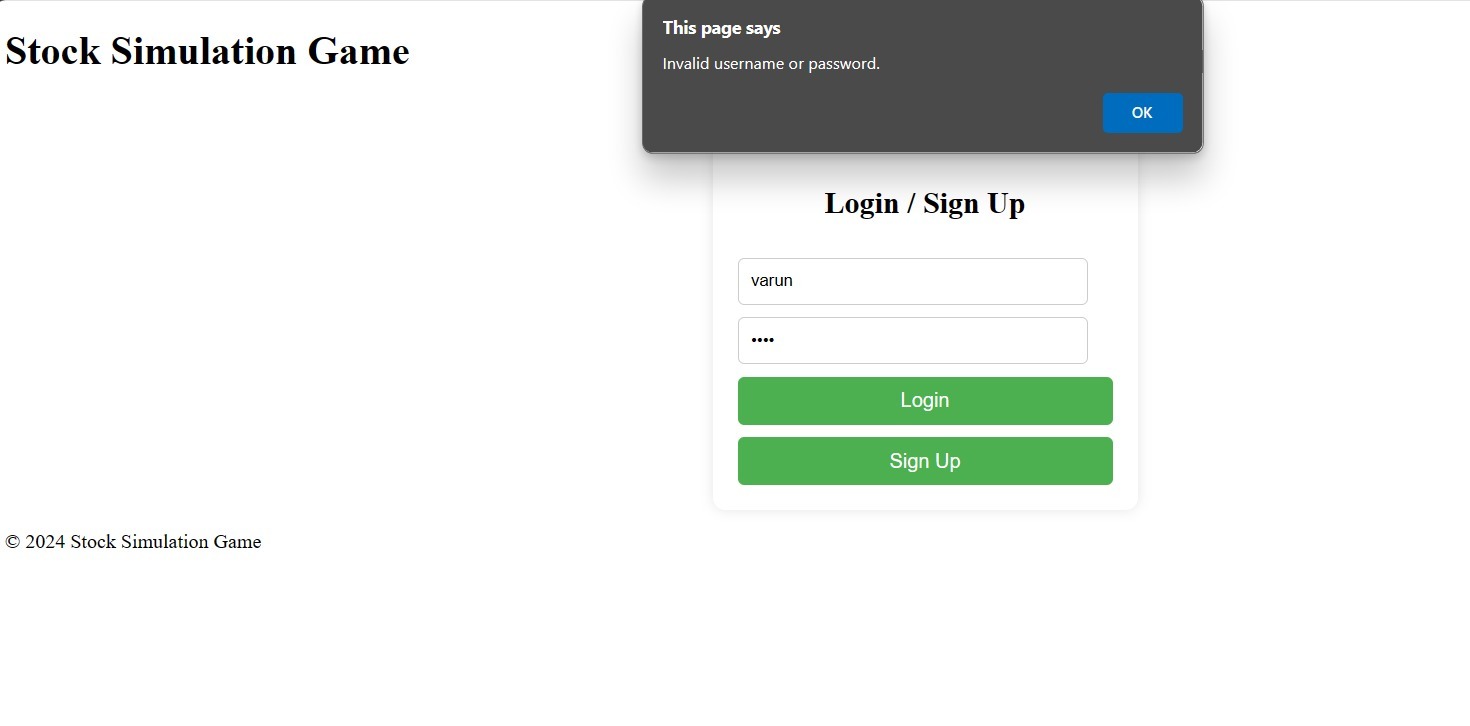 Stock Simulation Game
This page says
Invalid username or password.
OK
Login / Sign Up
varun
••••
Login
Sign Up
© 2024 Stock Simulation Game